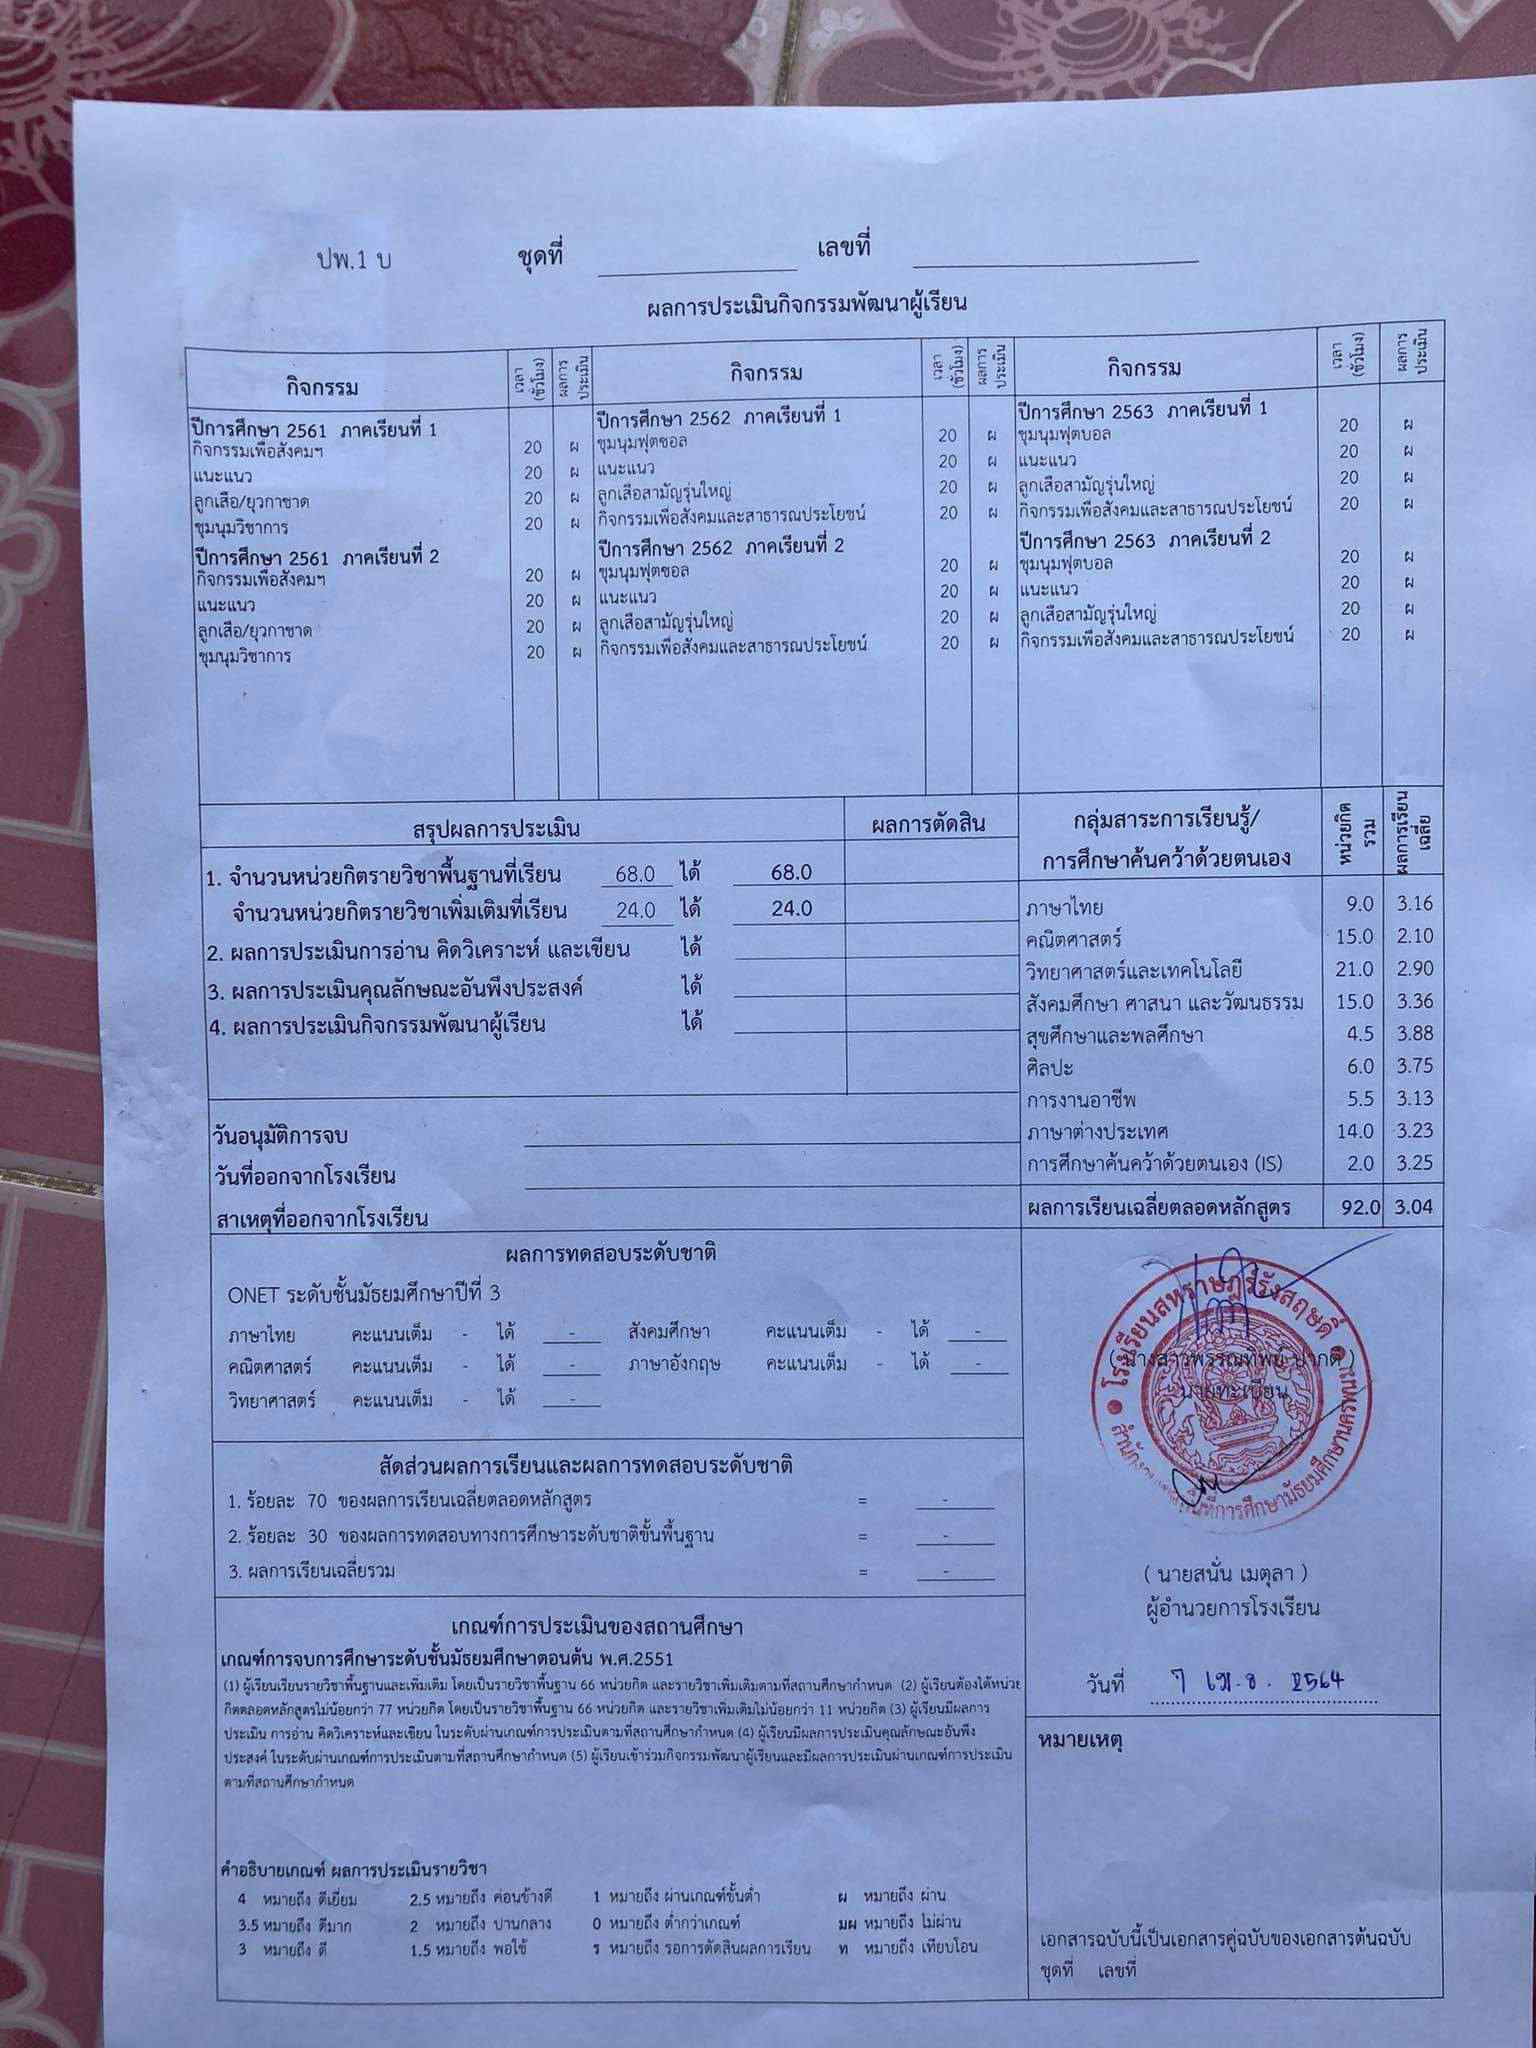 ปพ.1 บ ชุดที่ เลขที่
ผลการประเมินกิจกรรมพัฒนาผู้เรียน
กิจกรรม เวลา (ชั่วโมง) ผลการประเมิน กิจกรรม เวลา (ชั่วโมง) ผลการประเมิน กิจกรรม เวลา (ชั่วโมง) ผลการประเมิน
ปีการศึกษา 2561 ภาคเรียนที่ 1
กิจกรรมเพื่อสังคมฯ 20 ผ
แนะแนว 20 ผ
ลูกเสือ/ยุวกาชาด 20 ผ
ชุมนุมวิชาการ 20 ผ
ปีการศึกษา 2561 ภาคเรียนที่ 2
กิจกรรมเพื่อสังคมฯ 20 ผ
แนะแนว 20 ผ
ลูกเสือ/ยุวกาชาด 20 ผ
ชุมนุมวิชาการ 20 ผ
ปีการศึกษา 2562 ภาคเรียนที่ 1
ชุมนุมฟุตซอล 20 ผ
แนะแนว 20 ผ
ลูกเสือสามัญรุ่นใหญ่ 20 ผ
กิจกรรมเพื่อสังคมและสาธารณประโยชน์ 20 ผ
ปีการศึกษา 2562 ภาคเรียนที่ 2
ชุมนุมฟุตซอล 20 ผ
แนะแนว 20 ผ
ลูกเสือสามัญรุ่นใหญ่ 20 ผ
กิจกรรมเพื่อสังคมและสาธารณประโยชน์ 20 ผ
ปีการศึกษา 2563 ภาคเรียนที่ 1
ชุมนุมฟุตบอล 20 ผ
แนะแนว 20 ผ
ลูกเสือสามัญรุ่นใหญ่ 20 ผ
กิจกรรมเพื่อสังคมและสาธารณประโยชน์ 20 ผ
ปีการศึกษา 2563 ภาคเรียนที่ 2
ชุมนุมฟุตบอล 20 ผ
แนะแนว 20 ผ
ลูกเสือสามัญรุ่นใหญ่ 20 ผ
กิจกรรมเพื่อสังคมและสาธารณประโยชน์ 20 ผ
สรุปผลการประเมิน ผลการตัดสิน
1. จำนวนหน่วยกิตรายวิชาพื้นฐานที่เรียน 68.0 ได้ 68.0
จำนวนหน่วยกิตรายวิชาเพิ่มเติมที่เรียน 24.0 ได้ 24.0
2. ผลการประเมินการอ่าน คิดวิเคราะห์ และเขียน ได้
3. ผลการประเมินคุณลักษณะอันพึงประสงค์ ได้
4. ผลการประเมินกิจกรรมพัฒนาผู้เรียน ได้
วันอนุมัติการจบ
วันที่ออกจากโรงเรียน
สาเหตุที่ออกจากโรงเรียน
กลุ่มสาระการเรียนรู้/ หน่วยกิตรวม ผลการเรียนเฉลี่ย
การศึกษาค้นคว้าด้วยตนเอง
ภาษาไทย 9.0 3.16
คณิตศาสตร์ 15.0 2.10
วิทยาศาสตร์และเทคโนโลยี 21.0 2.90
สังคมศึกษา ศาสนา และวัฒนธรรม 15.0 3.36
สุขศึกษาและพลศึกษา 4.5 3.88
ศิลปะ 6.0 3.75
การงานอาชีพ 5.5 3.13
ภาษาต่างประเทศ 14.0 3.23
การศึกษาค้นคว้าด้วยตนเอง (IS) 2.0 3.25
ผลการเรียนเฉลี่ยตลอดหลักสูตร 92.0 3.04
ผลการทดสอบระดับชาติ
ONET ระดับชั้นมัธยมศึกษาปีที่ 3
ภาษาไทย คะแนนเต็ม - ได้ - สังคมศึกษา คะแนนเต็ม - ได้ -
คณิตศาสตร์ คะแนนเต็ม - ได้ - ภาษาอังกฤษ คะแนนเต็ม - ได้ -
วิทยาศาสตร์ คะแนนเต็ม - ได้ -
สัดส่วนผลการเรียนและผลการทดสอบระดับชาติ
1. ร้อยละ 70 ของผลการเรียนเฉลี่ยตลอดหลักสูตร = -
2. ร้อยละ 30 ของผลการทดสอบทางการศึกษาระดับชาติขั้นพื้นฐาน = -
3. ผลการเรียนเฉลี่ยรวม = -
เกณฑ์การประเมินของสถานศึกษา
เกณฑ์การจบการศึกษาระดับชั้นมัธยมศึกษาตอนต้น พ.ศ.2551
(1) ผู้เรียนเรียนรายวิชาพื้นฐานและเพิ่มเติม โดยเป็นรายวิชาพื้นฐาน 66 หน่วยกิต และรายวิชาเพิ่มเติมตามที่สถานศึกษากำหนด (2) ผู้เรียนต้องได้หน่วย
กิตตลอดหลักสูตรไม่น้อยกว่า 77 หน่วยกิต โดยเป็นรายวิชาพื้นฐาน 66 หน่วยกิต และรายวิชาเพิ่มเติมไม่น้อยกว่า 11 หน่วยกิต (3) ผู้เรียนมีผลการ
ประเมิน การอ่าน คิดวิเคราะห์และเขียน ในระดับผ่านเกณฑ์การประเมินตามที่สถานศึกษากำหนด (4) ผู้เรียนมีผลการประเมินคุณลักษณะอันพึง
ประสงค์ ในระดับผ่านเกณฑ์การประเมินตามที่สถานศึกษากำหนด (5) ผู้เรียนเข้าร่วมกิจกรรมพัฒนาผู้เรียนและมีผลการประเมินผ่านเกณฑ์การประเมิน
ตามที่สถานศึกษากำหนด
คำอธิบายเกณฑ์ ผลการประเมินรายวิชา
4 หมายถึง ดีเยี่ยม 2.5 หมายถึง ค่อนข้างดี 1 หมายถึง ผ่านเกณฑ์ขั้นต่ำ ผ หมายถึง ผ่าน
3.5 หมายถึง ดีมาก 2 หมายถึง ปานกลาง 0 หมายถึง ต่ำกว่าเกณฑ์ มผ หมายถึง ไม่ผ่าน
3 หมายถึง ดี 1.5 หมายถึง พอใช้ ร หมายถึง รอการตัดสินผลการเรียน ท หมายถึง เทียบโอน
โรงเรียนสหราษฎร์รังสฤษดิ์
เขตพื้นที่การศึกษามัธยมศึกษานครพนม
( นางสาวพรรณทิพย์ ปากดี )
นายทะเบียน
( นายสนั่น เมตุลา )
ผู้อำนวยการโรงเรียน
วันที่ 7 เม.ย. 2564
หมายเหตุ
เอกสารฉบับนี้เป็นเอกสารคู่ฉบับของเอกสารต้นฉบับ
ชุดที่ เลขที่